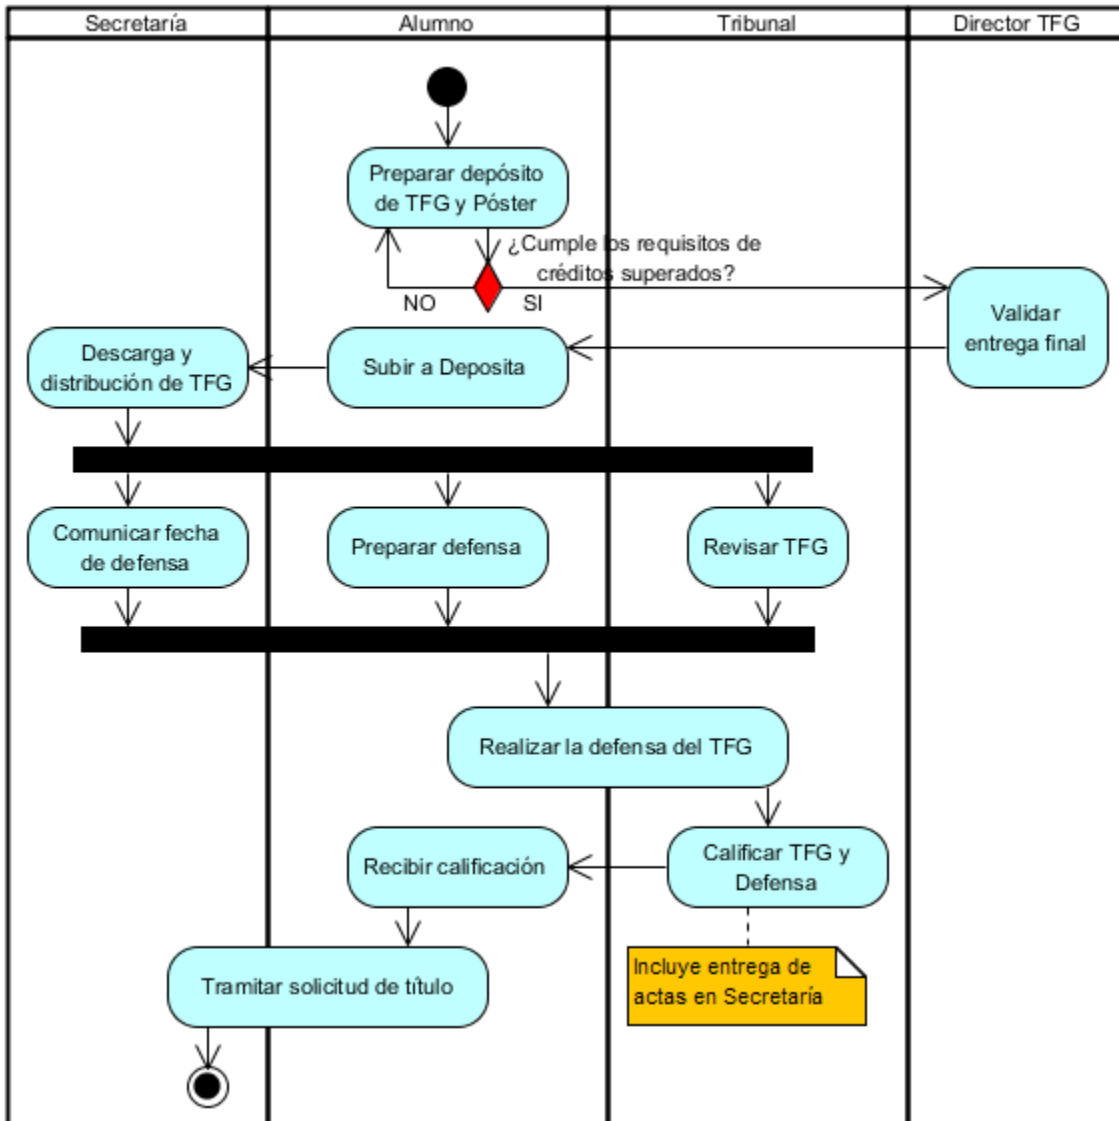 Secretaría
Alumno
Tribunal
Director TFG
Preparar depósito
de TFG y Póster
¿Cumple los requisitos de
créditos superados?
NO
SI
Validar
entrega final
Descarga y
distribución de TFG
Subir a Deposita
Comunicar fecha
de defensa
Preparar defensa
Revisar TFG
Realizar la defensa del TFG
Recibir calificación
Calificar TFG y
Defensa
Tramitar solicitud de título
Incluye entrega de
actas en Secretaría